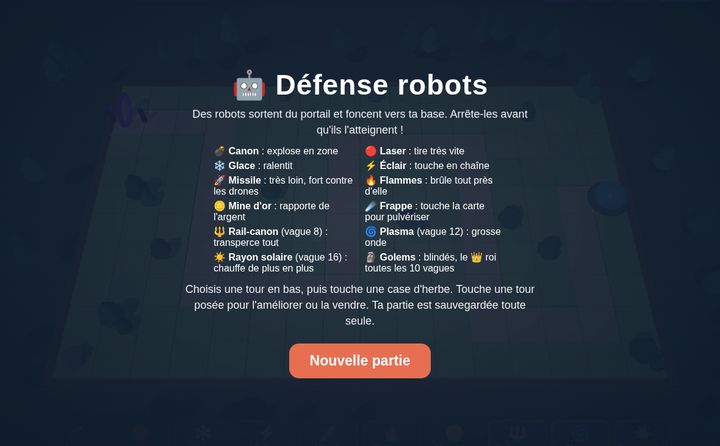 🤖 Défense robots
Des robots sortent du portail et foncent vers ta base. Arrête-les avant
qu'ils l'atteignent !
💣 Canon : explose en zone
🔴 Laser : tire très vite
❄️ Glace : ralentit
⚡ Éclair : touche en chaîne
🚀 Missile : très loin, fort contre
les drones
🔥 Flammes : brûle tout près
d'elle
🪙 Mine d'or : rapporte de
l'argent
☄️ Frappe : touche la carte
pour pulvériser
🔱 Rail-canon (vague 8) :
transperce tout
🌀 Plasma (vague 12) : grosse
onde
☀️ Rayon solaire (vague 16) :
chauffe de plus en plus
🗿 Golems : blindés, le 👑 roi
toutes les 10 vagues
Choisis une tour en bas, puis touche une case d'herbe. Touche une tour
posée pour l'améliorer ou la vendre. Ta partie est sauvegardée toute
seule.
Nouvelle partie